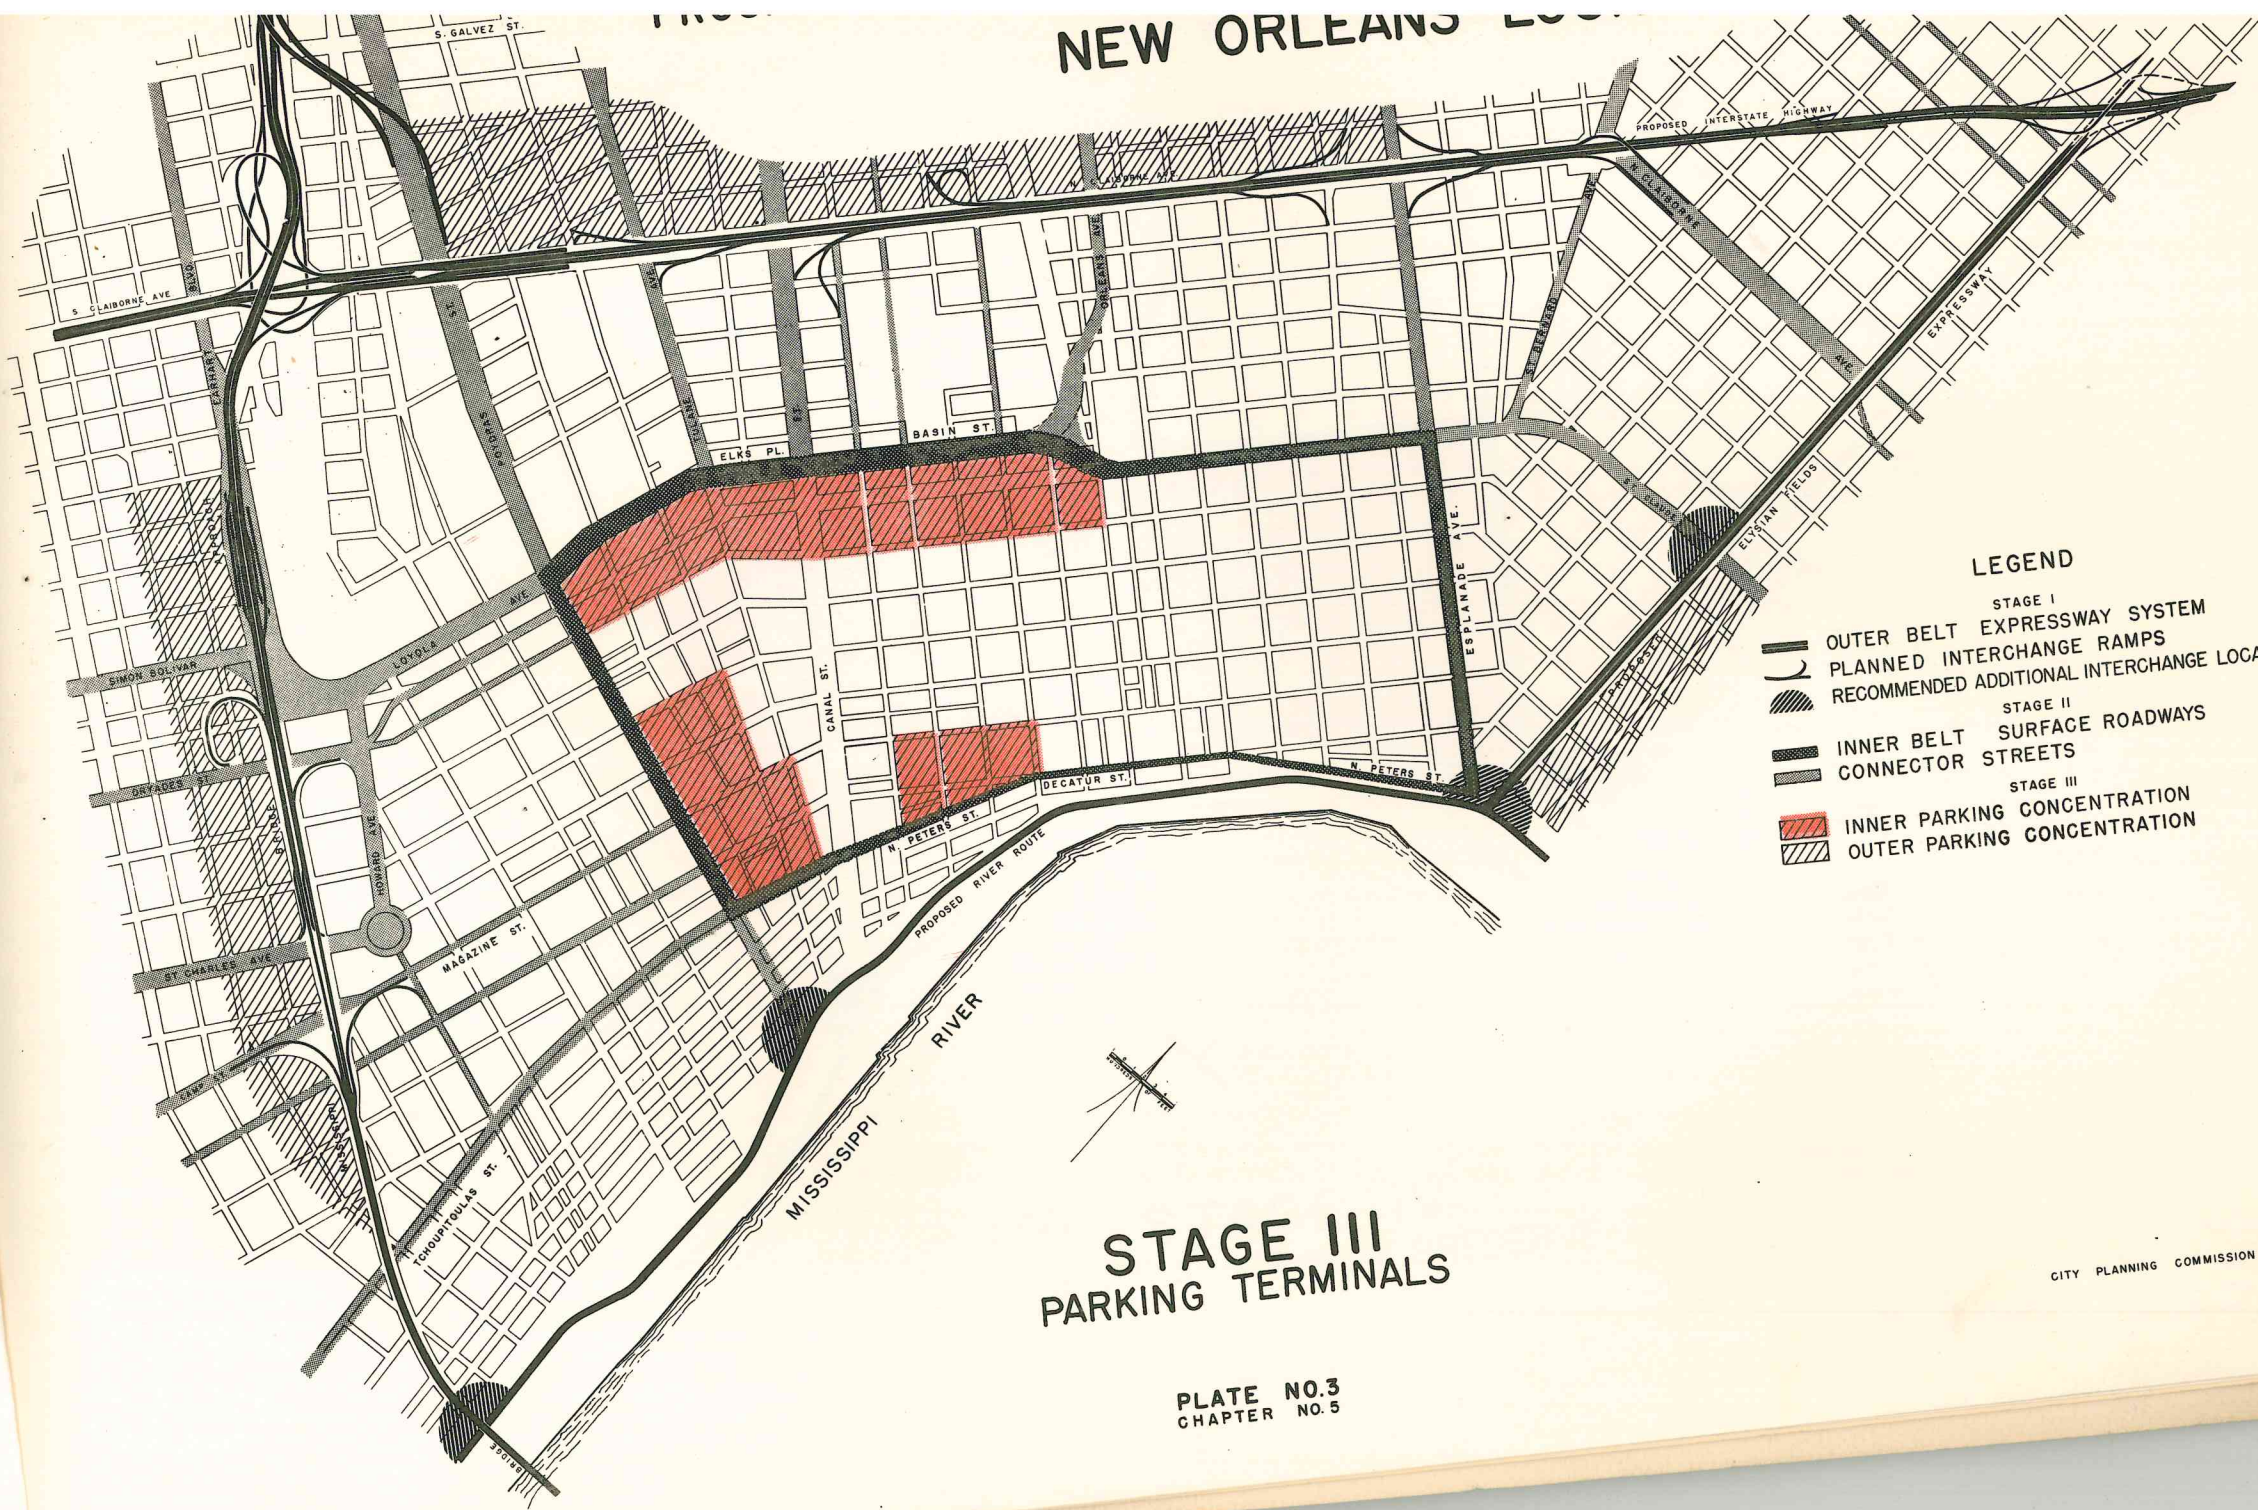 NEW ORLEANS
S. GALVEZ ST.
PROPOSED INTERSTATE HIGHWAY
N. CLAIBORNE AVE.
S. CLAIBORNE AVE
N. CLAIBORNE
AVE.
EARHART
BLVD.
POYDRAS
ST.
TULANE
AVE.
ST.
ORLEANS AVE.
ST. BERNARD
AVE.
ELKS PL.
BASIN ST.
ESPLANADE AVE.
ST. CLAUDE
ELYSIAN FIELDS
EXPRESSWAY
PROPOSED
APPROACH
BRIDGE
MISSISSIPPI
SIMON BOLIVAR
LOYOLA AVE.
DRYADES ST.
HOWARD AVE.
ST. CHARLES AVE
MAGAZINE ST.
CAMP ST.
TCHOUPITOULAS ST.
CANAL ST.
N. PETERS ST.
DECATUR ST.
N. PETERS ST.
PROPOSED RIVER ROUTE
MISSISSIPPI RIVER
BRIDGE
LEGEND
STAGE I
OUTER BELT EXPRESSWAY SYSTEM
PLANNED INTERCHANGE RAMPS
RECOMMENDED ADDITIONAL INTERCHANGE LOCA
STAGE II
INNER BELT SURFACE ROADWAYS
CONNECTOR STREETS
STAGE III
INNER PARKING CONCENTRATION
OUTER PARKING CONCENTRATION
STAGE III
PARKING TERMINALS
PLATE NO.3
CHAPTER NO.5
CITY PLANNING COMMISSION